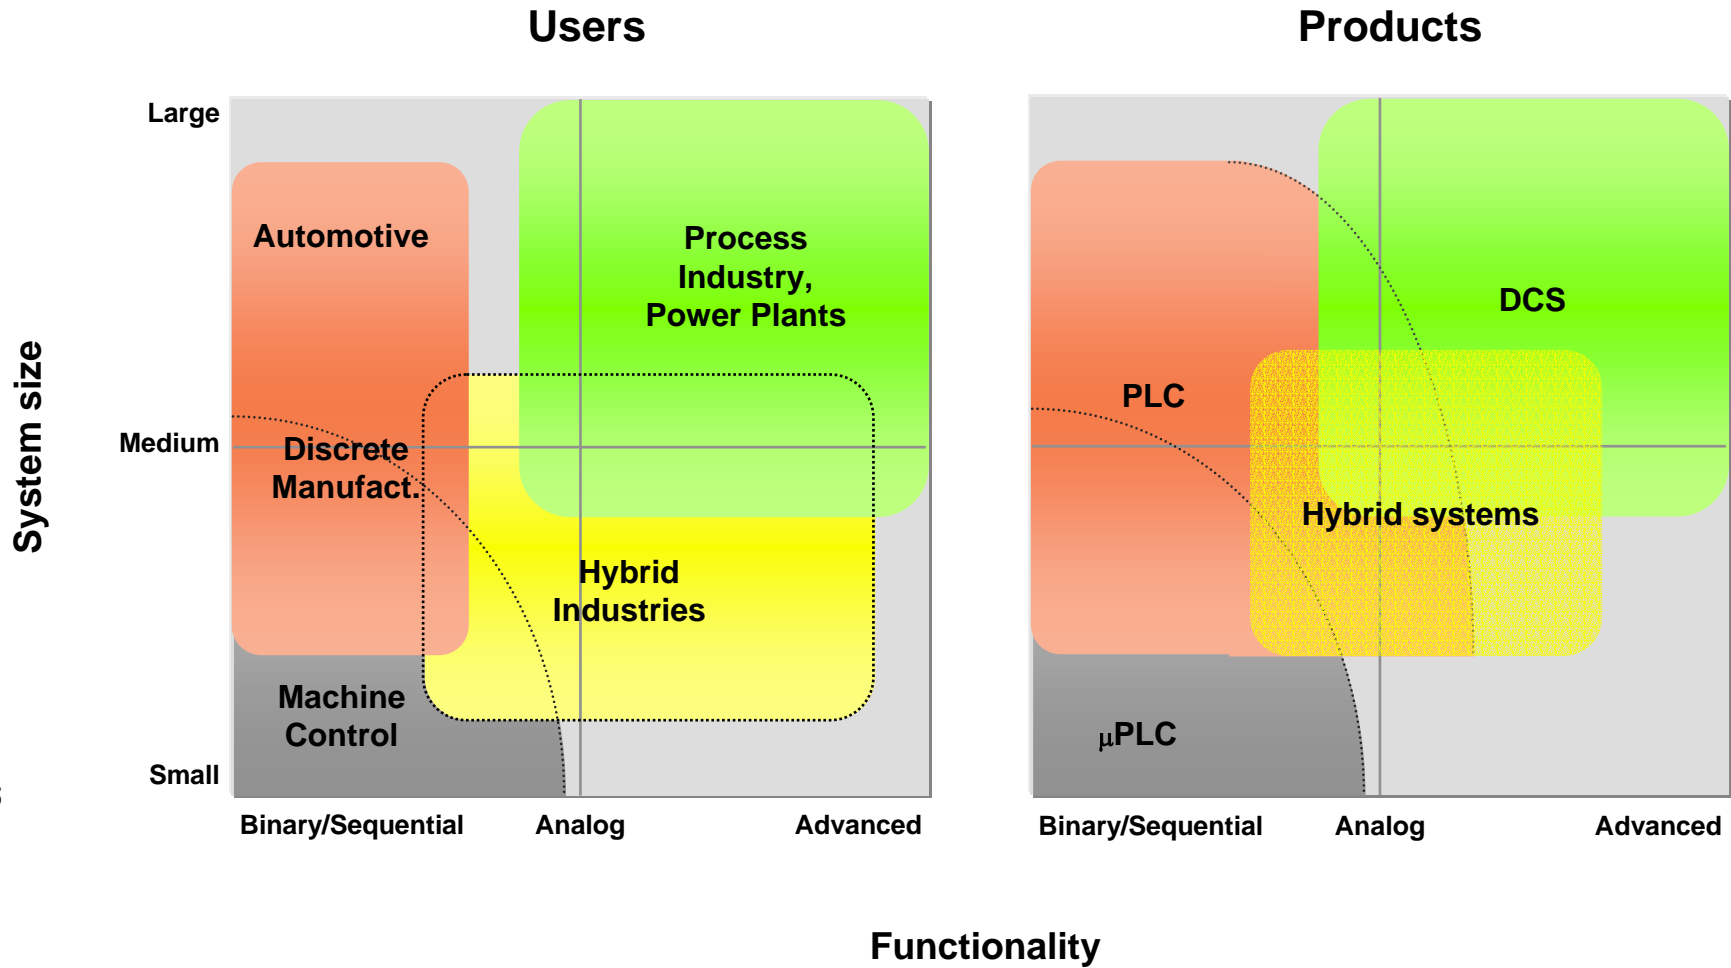 Users
Products
System size
Large
Medium
Small
Automotive
Discrete
Manufact.
Machine
Control
Process
Industry,
Power Plants
Hybrid
Industries
Binary/Sequential
Analog
Advanced
PLC
DCS
Hybrid systems
µPLC
Binary/Sequential
Analog
Advanced
Functionality